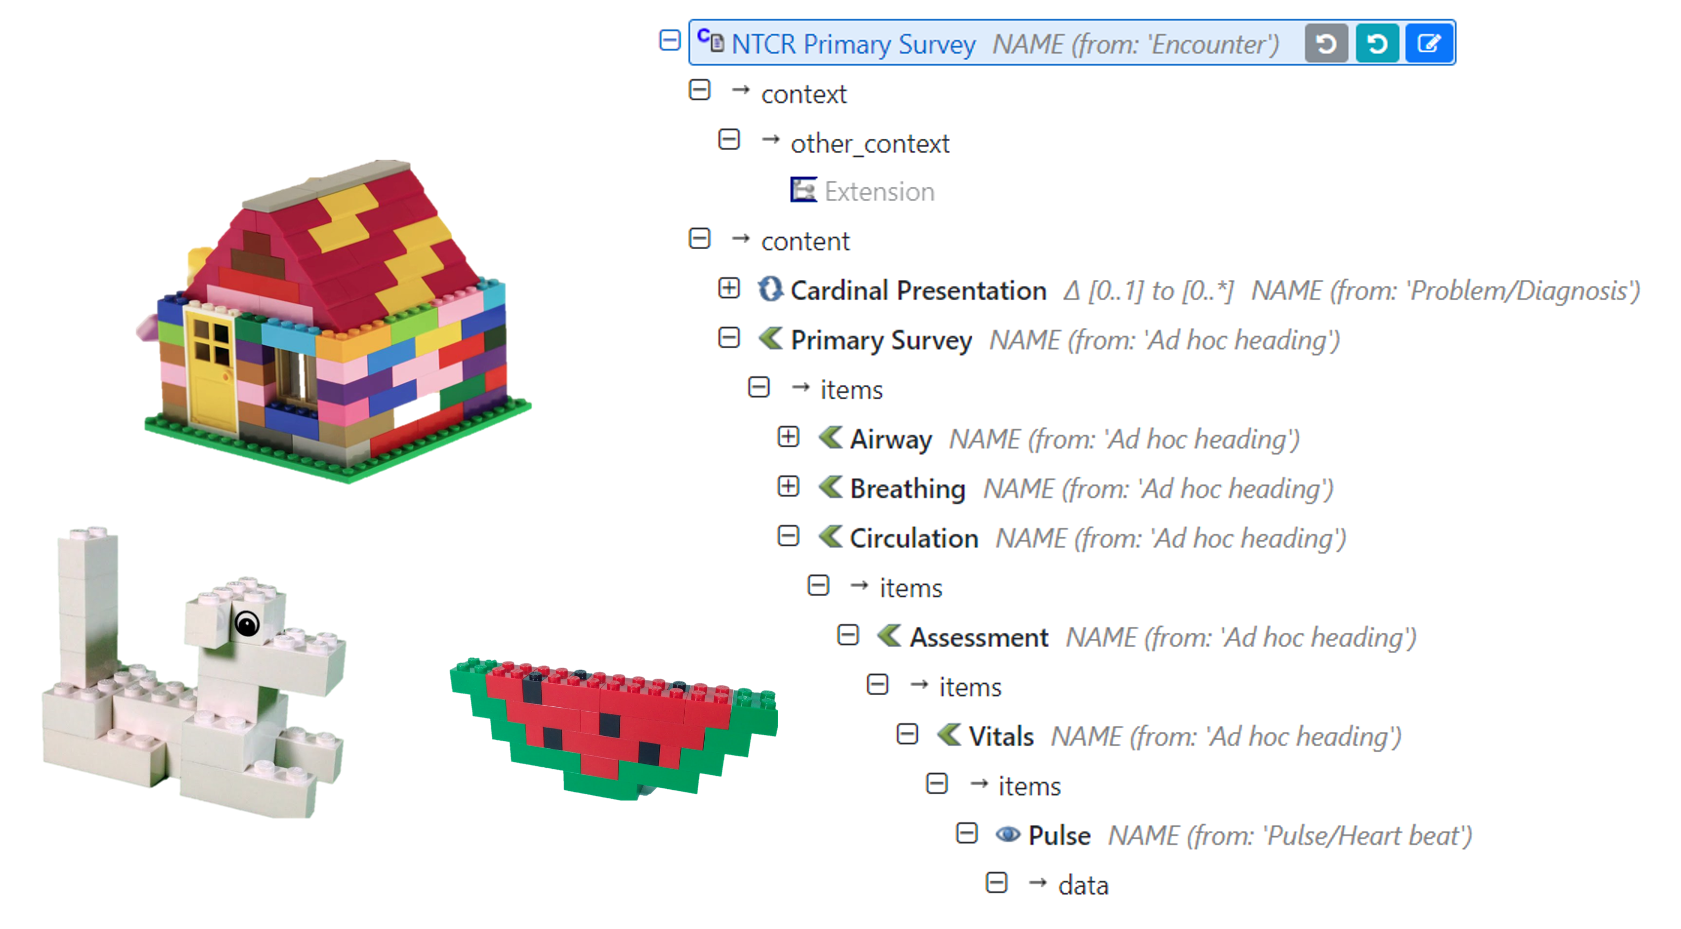 NTCR Primary Survey NAME (from: 'Encounter')
→ context
→ other_context
Extension
→ content
Cardinal Presentation Δ [0..1] to [0..*] NAME (from: 'Problem/Diagnosis')
Primary Survey NAME (from: 'Ad hoc heading')
→ items
Airway NAME (from: 'Ad hoc heading')
Breathing NAME (from: 'Ad hoc heading')
Circulation NAME (from: 'Ad hoc heading')
→ items
Assessment NAME (from: 'Ad hoc heading')
→ items
Vitals NAME (from: 'Ad hoc heading')
→ items
Pulse NAME (from: 'Pulse/Heart beat')
→ data